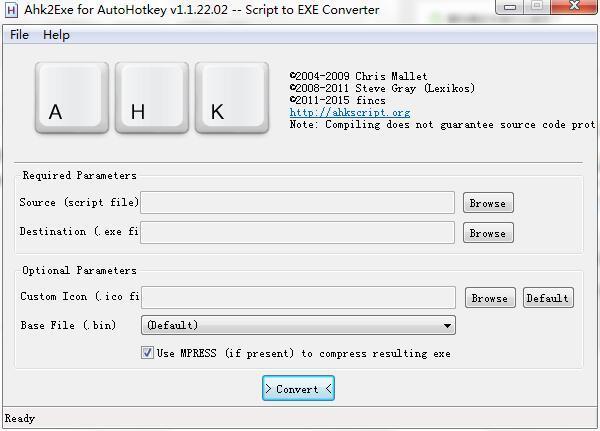 H Ahk2Exe for AutoHotkey v1.1.22.02 -- Script to EXE Converter
File Help
A H K
©2004-2009 Chris Mallet
©2008-2011 Steve Gray (Lexikos)
©2011-2015 fincs
http://ahkscript.org
Note: Compiling does not guarantee source code prot
Required Parameters
Source (script file) Browse
Destination (.exe fi Browse
Optional Parameters
Custom Icon (.ico fi Browse Default
Base File (.bin) (Default)
Use MPRESS (if present) to compress resulting exe
> Convert <
Ready